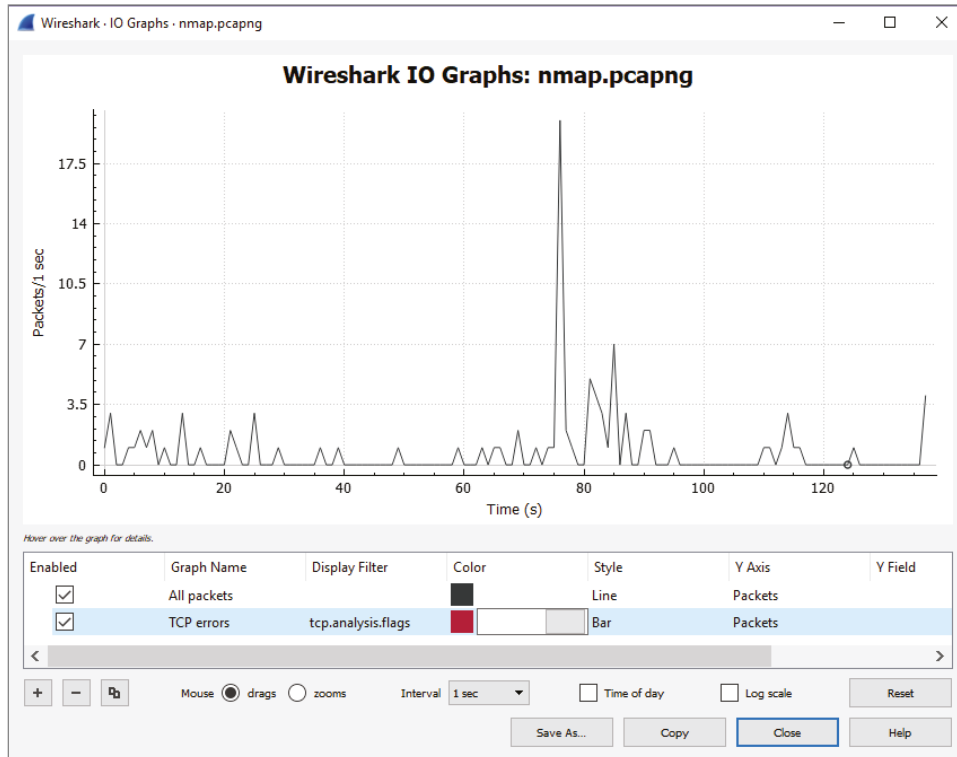 Wireshark · IO Graphs · nmap.pcapng
Wireshark IO Graphs: nmap.pcapng
17.5
14
10.5
7
3.5
0
Packets/1 sec
0 20 40 60 80 100 120
Time (s)
Hover over the graph for details.
Enabled Graph Name Display Filter Color Style Y Axis Y Field
All packets Line Packets
TCP errors tcp.analysis.flags Bar Packets
+ − Mouse drags zooms Interval 1 sec Time of day Log scale Reset
Save As... Copy Close Help